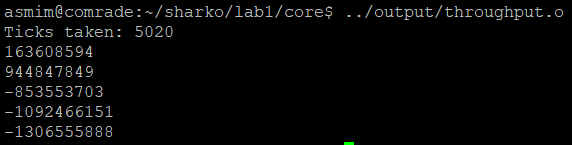 asmim@comrade:~/sharko/lab1/core$ ../output/throughput.o
Ticks taken: 5020
163608594
944847849
-853553703
-1092466151
-1306555888